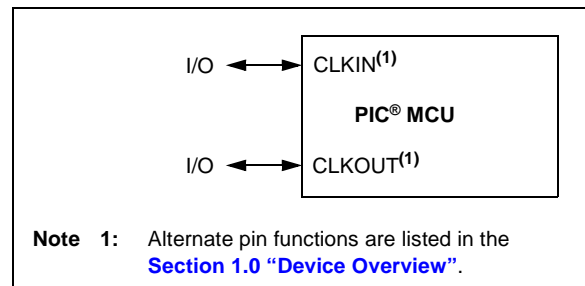 I/O CLKIN(1)
PIC® MCU
I/O CLKOUT(1)
Note 1: Alternate pin functions are listed in the
Section 1.0 “Device Overview”.